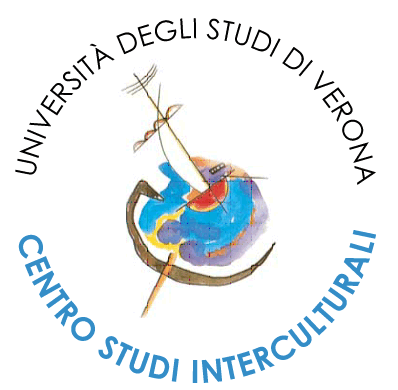 UNIVERSITÀ DEGLI STUDI DI VERONA
CENTRO STUDI INTERCULTURALI